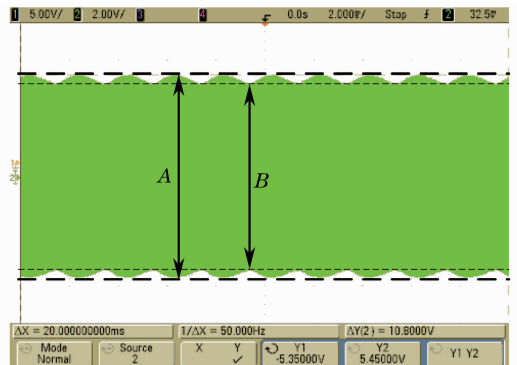 1 5.00V/ 2 2.00V/ 3 4 0.0s 2.000s/ Stop 2 32.5V
A B
ΔX = 20.000000000ms 1/ΔX = 50.000Hz ΔY(2) = 10.8000V
Mode Normal Source 2 X Y ✓ Y1 -5.35000V Y2 5.45000V Y1 Y2